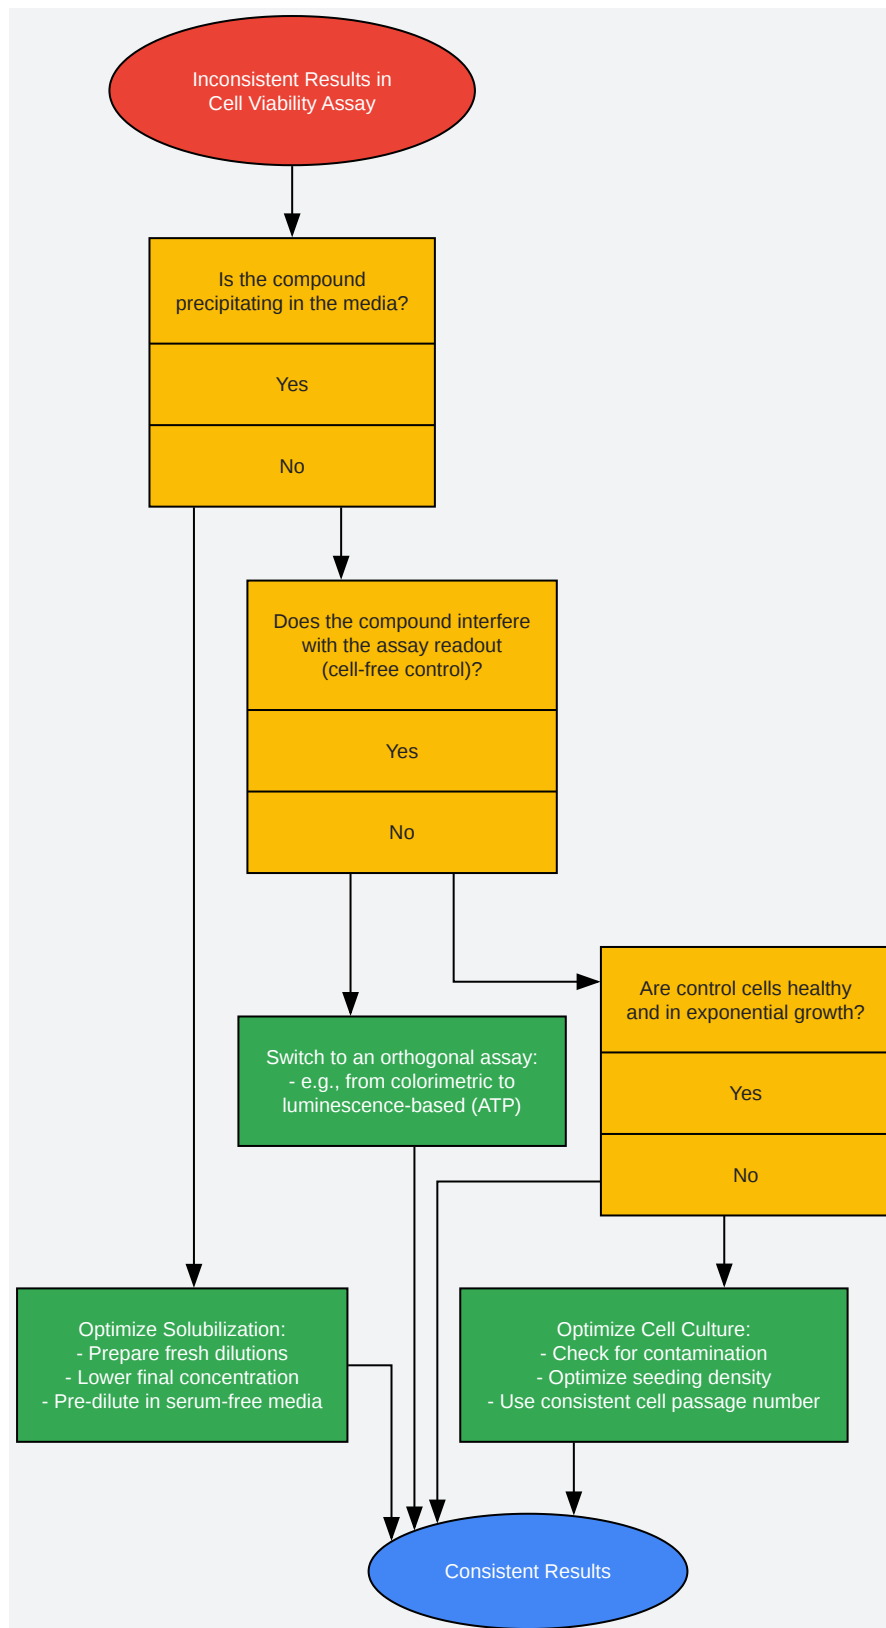 Inconsistent Results in
Cell Viability Assay
Is the compound
precipitating in the media?
Yes
No
Does the compound interfere
with the assay readout
(cell-free control)?
Yes
No
Are control cells healthy
and in exponential growth?
Yes
No
Switch to an orthogonal assay:
- e.g., from colorimetric to
luminescence-based (ATP)
Optimize Solubilization:
- Prepare fresh dilutions
- Lower final concentration
- Pre-dilute in serum-free media
Optimize Cell Culture:
- Check for contamination
- Optimize seeding density
- Use consistent cell passage number
Consistent Results